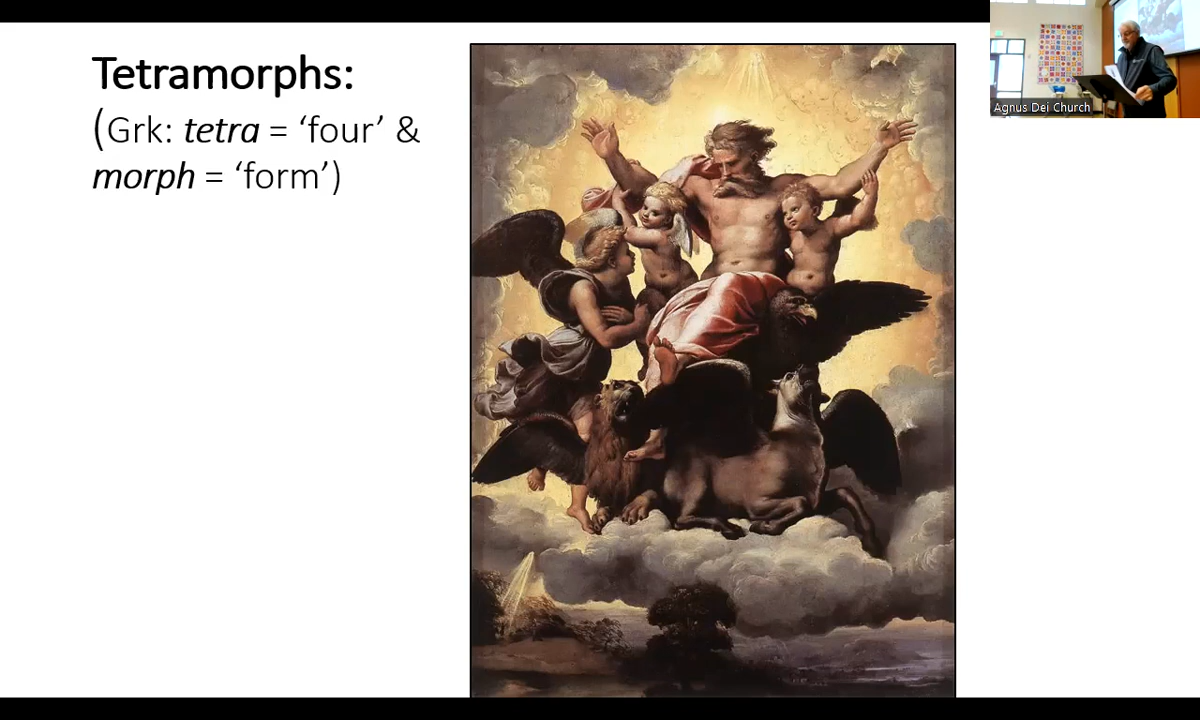 Tetramorphs:
(Grk: tetra = ‘four’ &
morph = ‘form’)
Agnus Dei Church